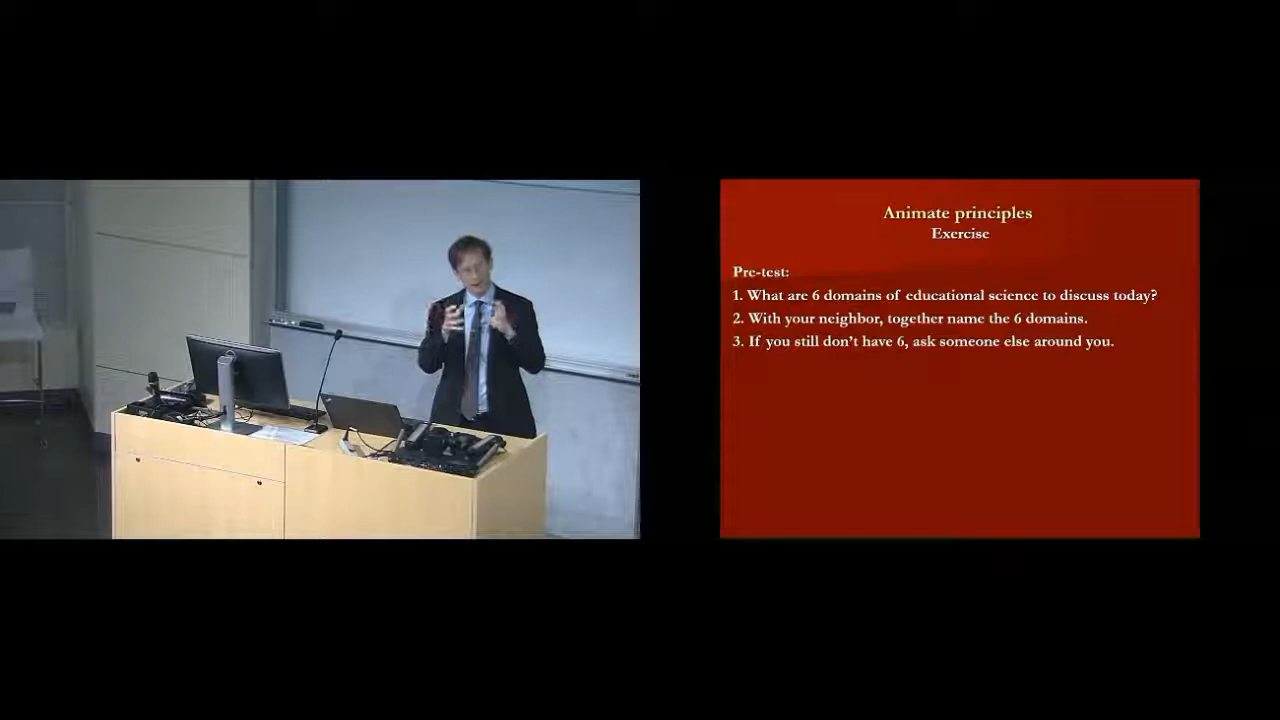 Animate principles
Exercise
Pre-test:
1. What are 6 domains of educational science to discuss today?
2. With your neighbor, together name the 6 domains.
3. If you still don't have 6, ask someone else around you.